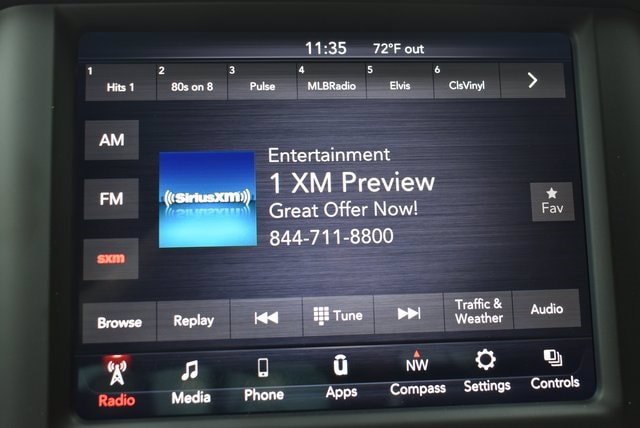 11:35 72°F out
1 2 3 4 5 6
Hits 1 80s on 8 Pulse MLBRadio Elvis ClsVinyl
AM
FM
sxm
((SiriusXM))
Entertainment
1 XM Preview
Great Offer Now!
844-711-8800
Fav
Browse Replay Tune Traffic &
Weather Audio
NW
Radio Media Phone Apps Compass Settings Controls